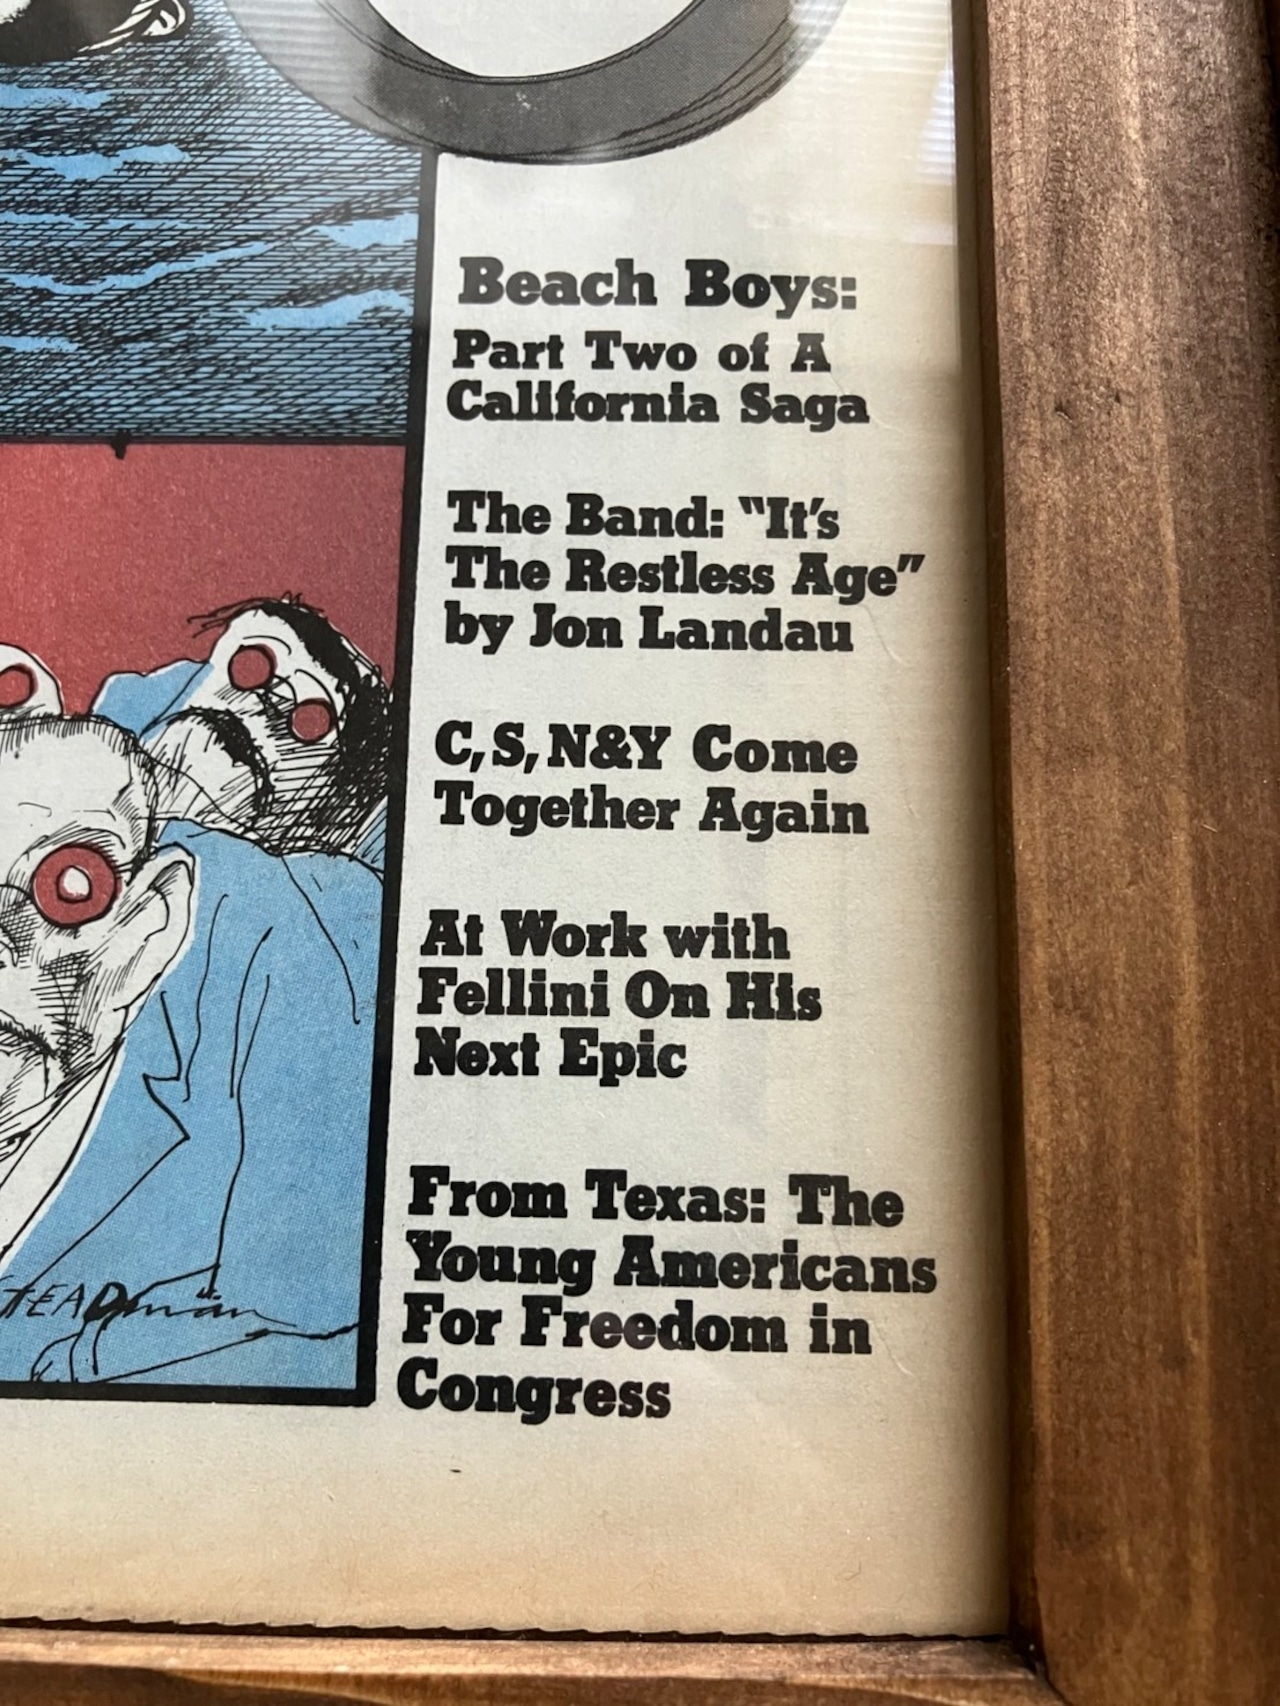 Beach Boys:
Part Two of A
California Saga
The Band: "It's
The Restless Age"
by Jon Landau
C, S, N&Y Come
Together Again
At Work with
Fellini On His
Next Epic
From Texas: The
Young Americans
For Freedom in
Congress
STEADman